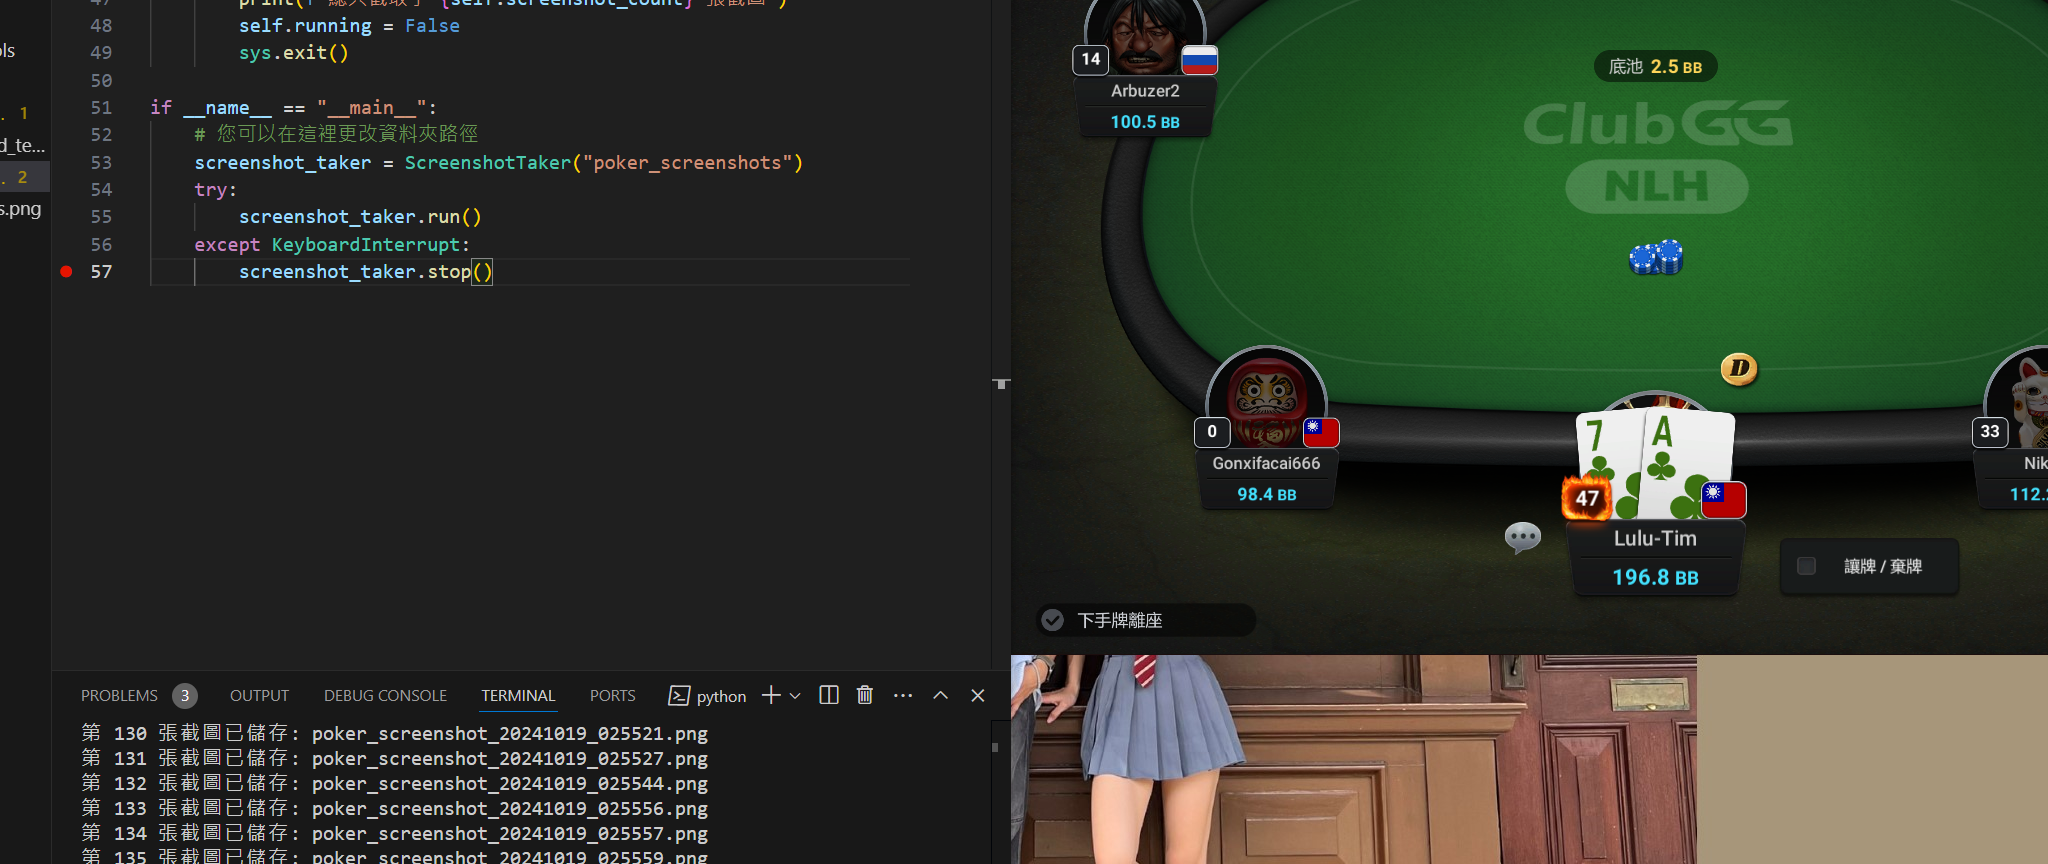 ols
. 1
d_te...
. 2
s.png
47 print(f"總共截取了 {self.screenshot_count} 張截圖")
48 self.running = False
49 sys.exit()
50
51 if __name__ == "__main__":
52 # 您可以在這裡更改資料夾路徑
53 screenshot_taker = ScreenshotTaker("poker_screenshots")
54 try:
55 screenshot_taker.run()
56 except KeyboardInterrupt:
57 screenshot_taker.stop()
PROBLEMS 3 OUTPUT DEBUG CONSOLE TERMINAL PORTS python
第 130 張截圖已儲存: poker_screenshot_20241019_025521.png
第 131 張截圖已儲存: poker_screenshot_20241019_025527.png
第 132 張截圖已儲存: poker_screenshot_20241019_025544.png
第 133 張截圖已儲存: poker_screenshot_20241019_025556.png
第 134 張截圖已儲存: poker_screenshot_20241019_025557.png
第 135 張截圖已儲存: poker_screenshot_20241019_025559.png
14
Arbuzer2
100.5 BB
底池 2.5 BB
ClubGG
NLH
D
0
Gonxifacai666
98.4 BB
7 A
47
Lulu-Tim
196.8 BB
33
Nik
112.
讓牌 / 棄牌
下手牌離座